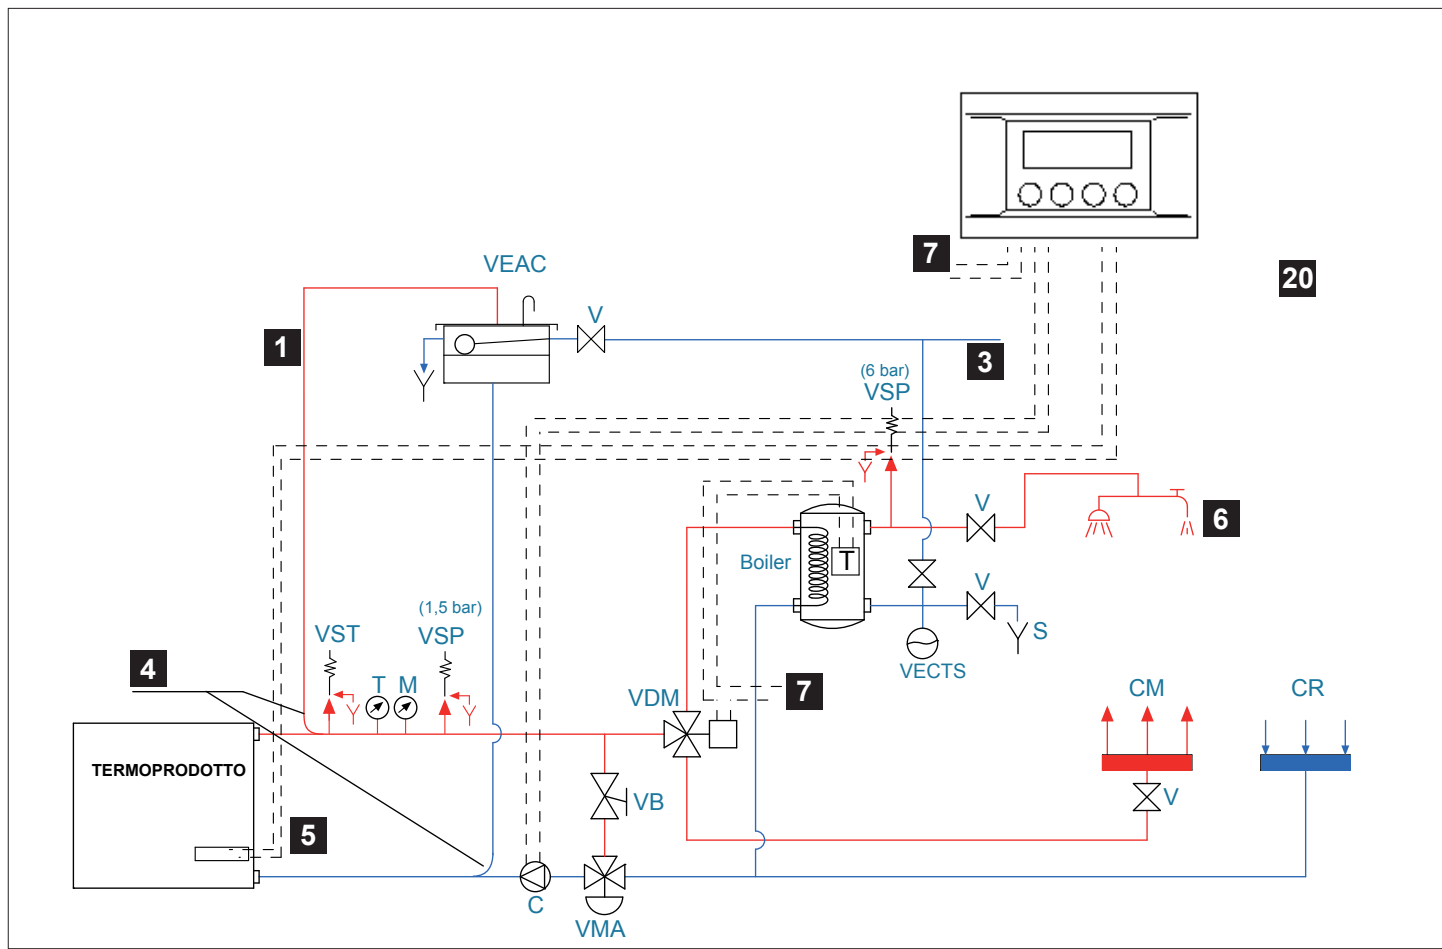 7
20
VEAC
V
1
3
(6 bar)
VSP
V
6
Boiler
T
V
(1,5 bar)
VST
VSP
S
VECTS
4
T
M
7
VDM
CM
CR
TERMOPRODOTTO
VB
V
5
C
VMA